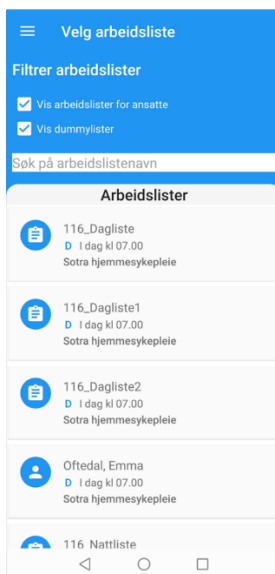 Velg arbeidsliste
Filtrer arbeidslister
Vis arbeidslister for ansatte
Vis dummylister
Søk på arbeidslistenavn
Arbeidslister
116_Dagliste
D I dag kl 07.00
Sotra hjemmesykepleie
116_Dagliste1
D I dag kl 07.00
Sotra hjemmesykepleie
116_Dagliste2
D I dag kl 07.00
Sotra hjemmesykepleie
Oftedal, Emma
D I dag kl 07.00
Sotra hjemmesykepleie
116_Nattliste